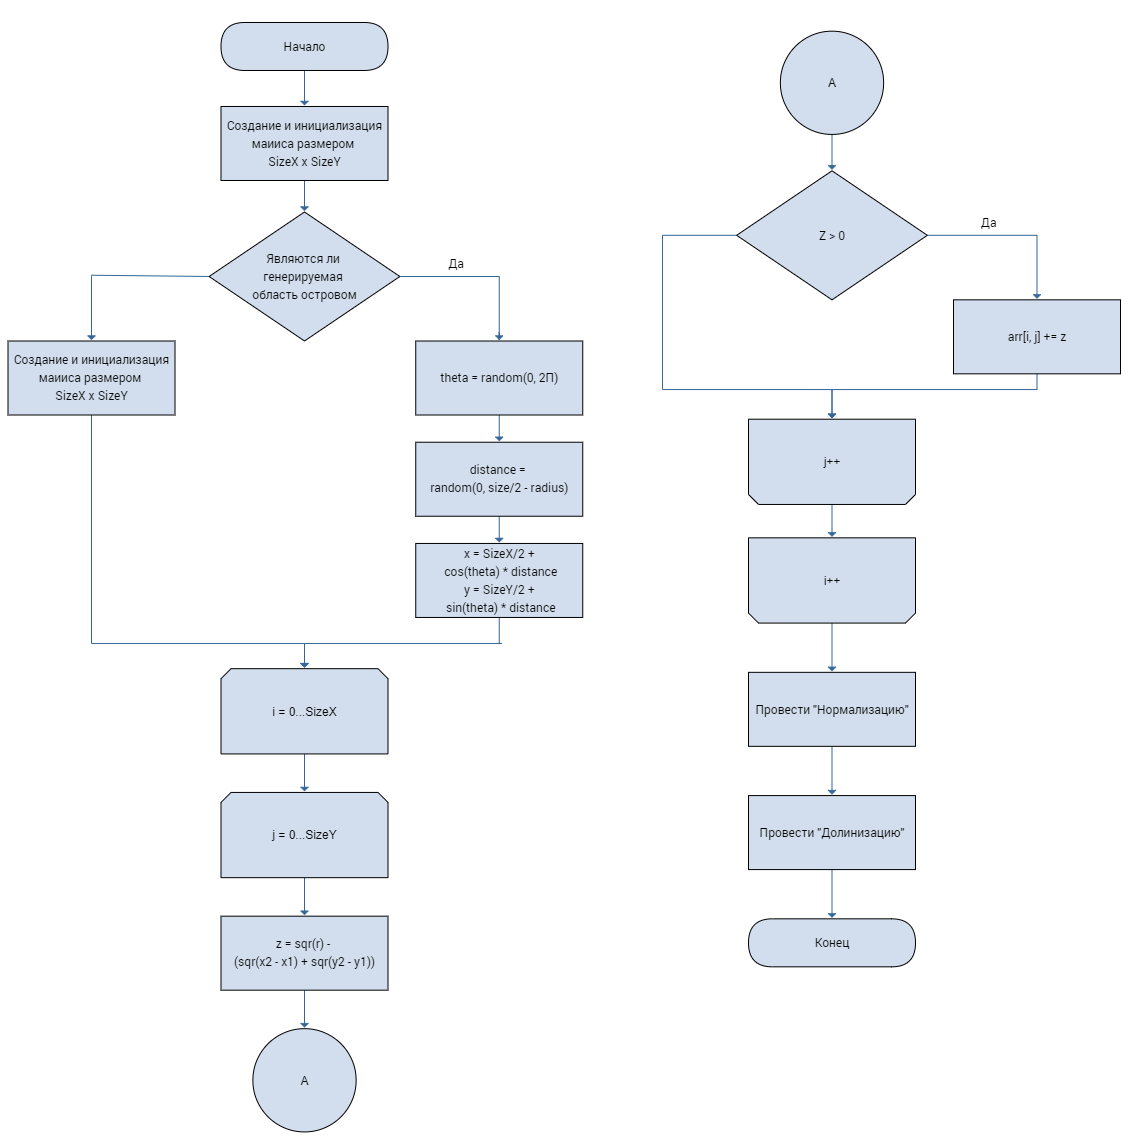 Начало
Создание и инициализация
маииса размером
SizeX x SizeY
Являются ли
генерируемая
область островом
Да
Создание и инициализация
маииса размером
SizeX x SizeY
theta = random(0, 2П)
distance =
random(0, size/2 - radius)
x = SizeX/2 +
cos(theta) * distance
y = SizeY/2 +
sin(theta) * distance
i = 0...SizeX
j = 0...SizeY
z = sqr(r) -
(sqr(x2 - x1) + sqr(y2 - y1))
A
A
Z > 0
Да
arr[i, j] += z
j++
i++
Провести "Нормализацию"
Провести "Долинизацию"
Конец